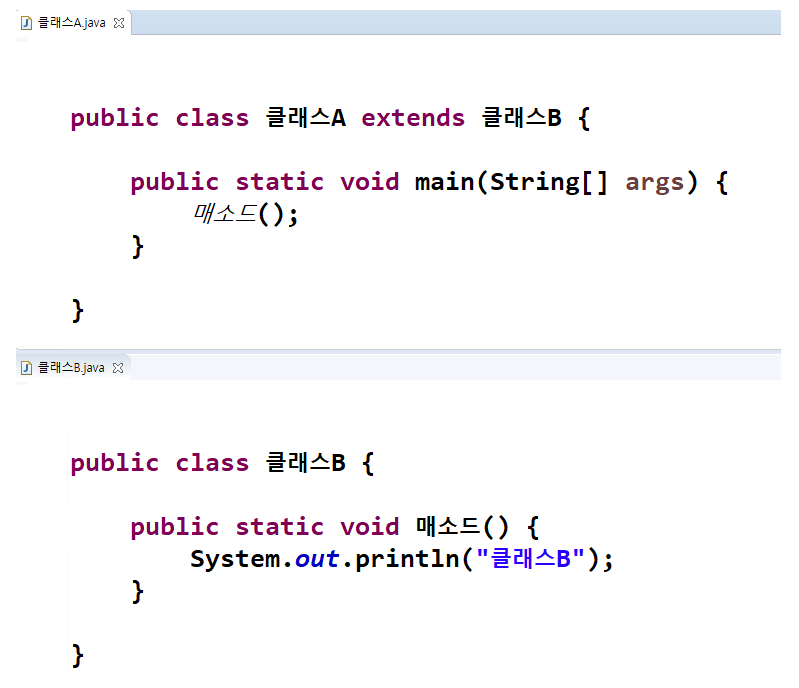 클래스A.java
public class 클래스A extends 클래스B {
public static void main(String[] args) {
매소드();
}
}
클래스B.java
public class 클래스B {
public static void 매소드() {
System.out.println("클래스B");
}
}